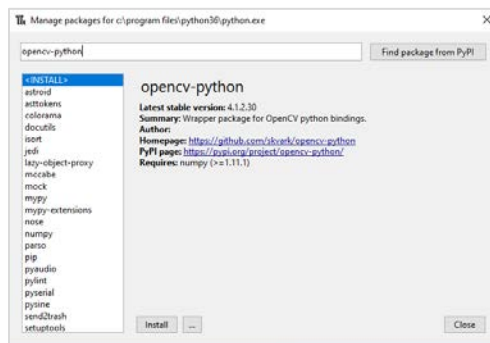 Manage packages for c:\program files\python36\python.exe
opencv-python
Find package from PyPI
<INSTALL>
astroid
asttokens
colorama
docutils
isort
jedi
lazy-object-proxy
mccabe
mock
mypy
mypy-extensions
nose
numpy
parso
pip
pyaudio
pylint
pyserial
pysine
send2trash
setuptools
opencv-python
Latest stable version: 4.1.2.30
Summary: Wrapper package for OpenCV python bindings.
Author:
Homepage: https://github.com/skvark/opencv-python
PyPI page: https://pypi.org/project/opencv-python/
Requires: numpy (>=1.11.1)
Install
...
Close